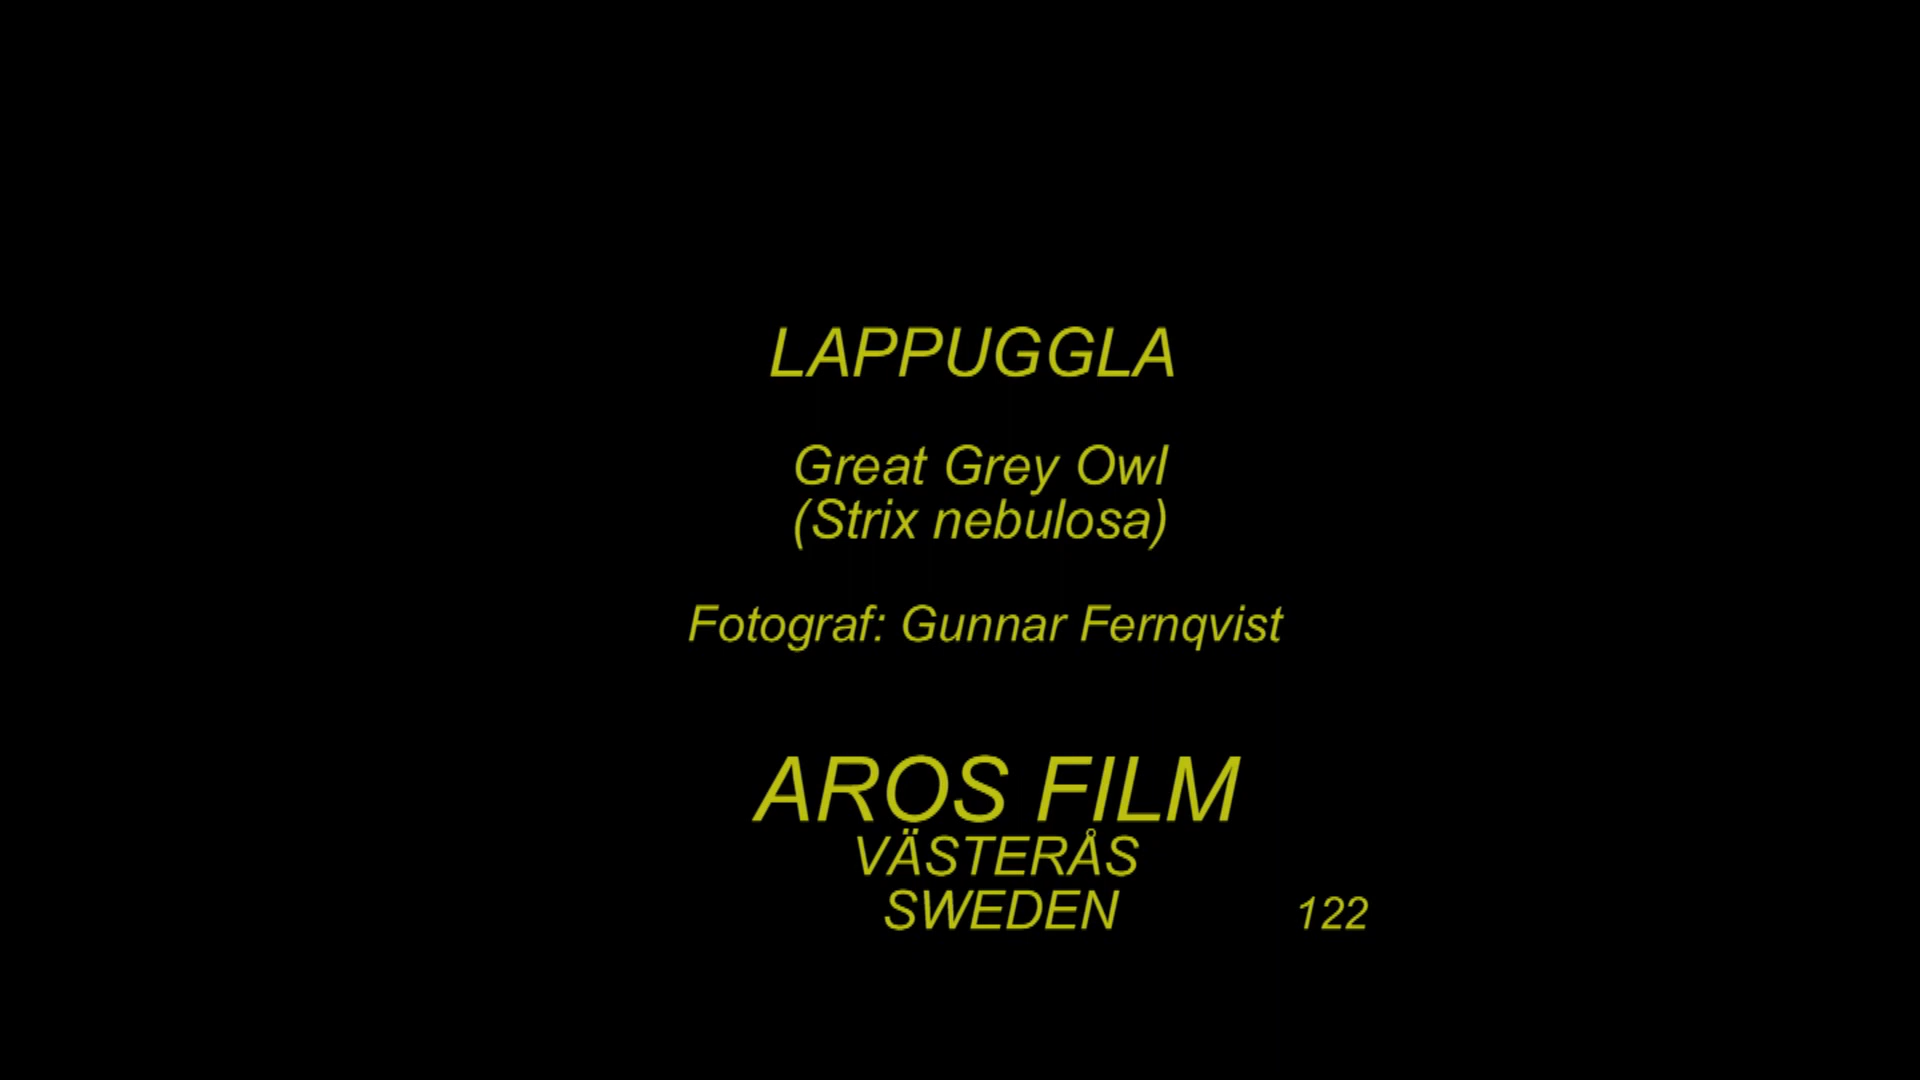 LAPPUGGLA
Great Grey Owl
(Strix nebulosa)
Fotograf: Gunnar Fernqvist
AROS FILM
VÄSTERÅS
SWEDEN
122